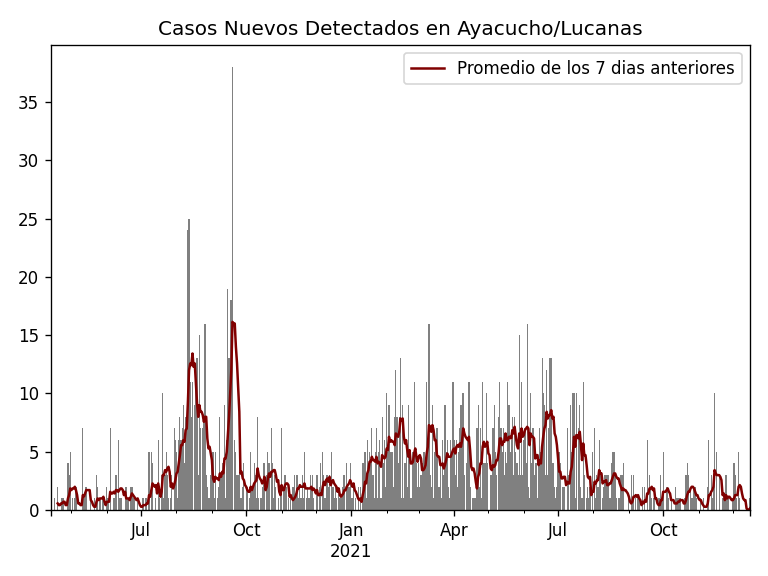 Casos Nuevos Detectados en Ayacucho/Lucanas
Promedio de los 7 dias anteriores
35
30
25
20
15
10
5
0
Jul
Oct
Jan
2021
Apr
Jul
Oct